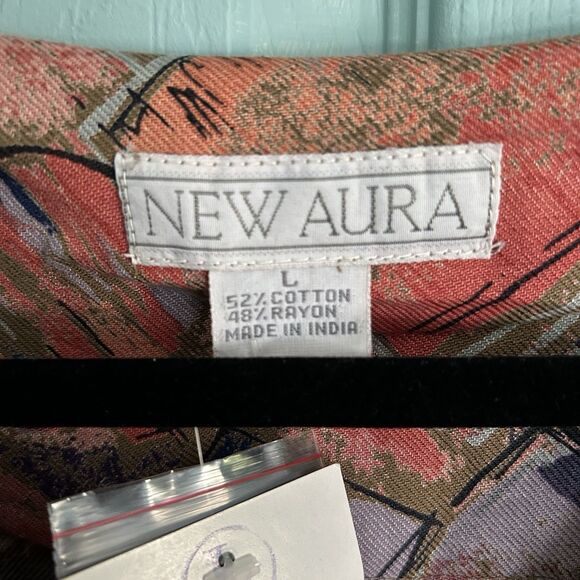 NEW AURA
L
52% COTTON
48% RAYON
MADE IN INDIA